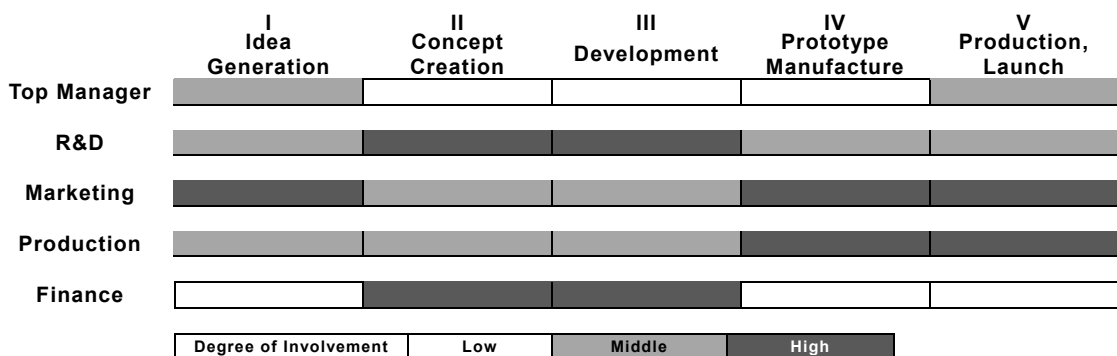 I II III IV V
Idea Concept Development Prototype Production,
Generation Creation Manufacture Launch
Top Manager
R&D
Marketing
Production
Finance
Degree of Involvement Low Middle High